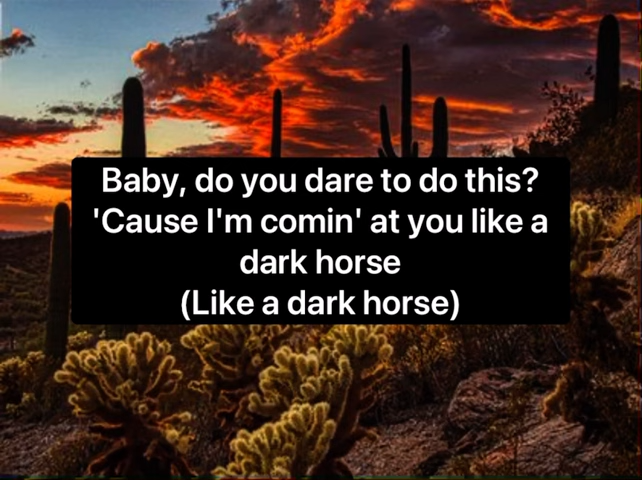 Baby, do you dare to do this?
'Cause I'm comin' at you like a
dark horse
(Like a dark horse)